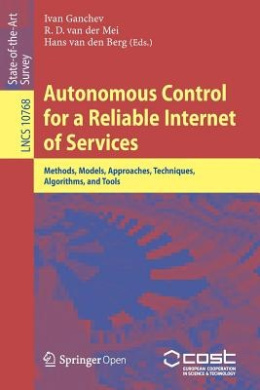 Ivan Ganchev
R. D. van der Mei
Hans van den Berg (Eds.)
State-of-the-Art
Survey
LNCS 10768
Autonomous Control
for a Reliable Internet
of Services
Methods, Models, Approaches, Techniques,
Algorithms, and Tools
Springer Open
cost
EUROPEAN COOPERATION
IN SCIENCE & TECHNOLOGY